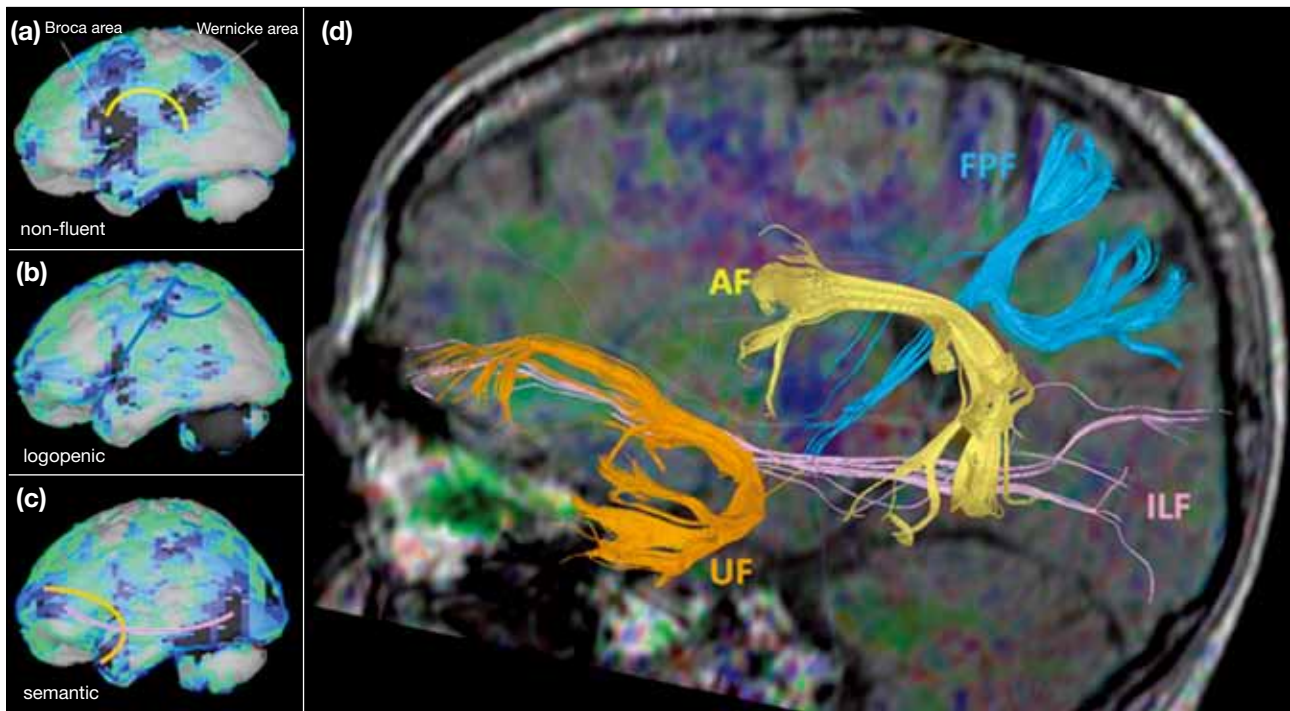 (a)
Broca area
Wernicke area
non-fluent
(b)
logopenic
(c)
semantic
(d)
FPF
AF
ILF
UF